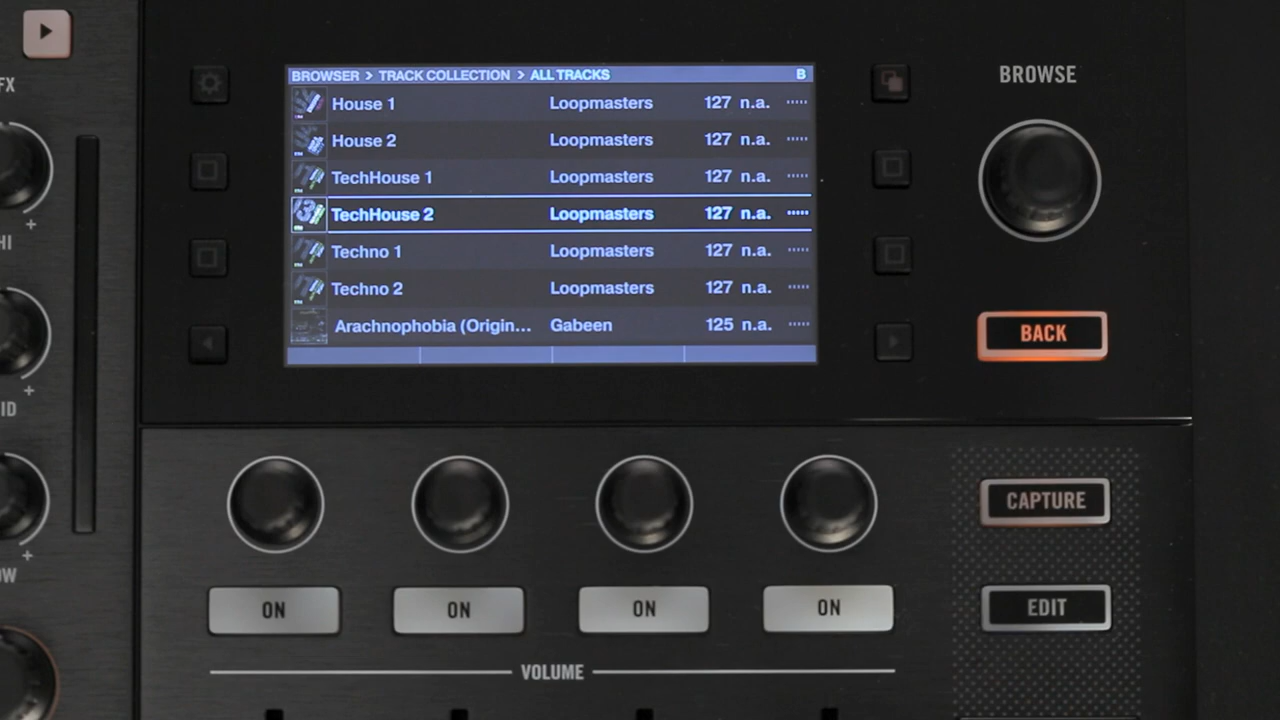 BROWSER > TRACK COLLECTION > ALL TRACKS B
House 1 Loopmasters 127 n.a.
House 2 Loopmasters 127 n.a.
TechHouse 1 Loopmasters 127 n.a.
TechHouse 2 Loopmasters 127 n.a.
Techno 1 Loopmasters 127 n.a.
Techno 2 Loopmasters 127 n.a.
Arachnophobia (Origin... Gabeen 125 n.a.
BROWSE
BACK
FX
+
HI
+
ID
+
OW
CAPTURE
EDIT
ON ON ON ON
VOLUME